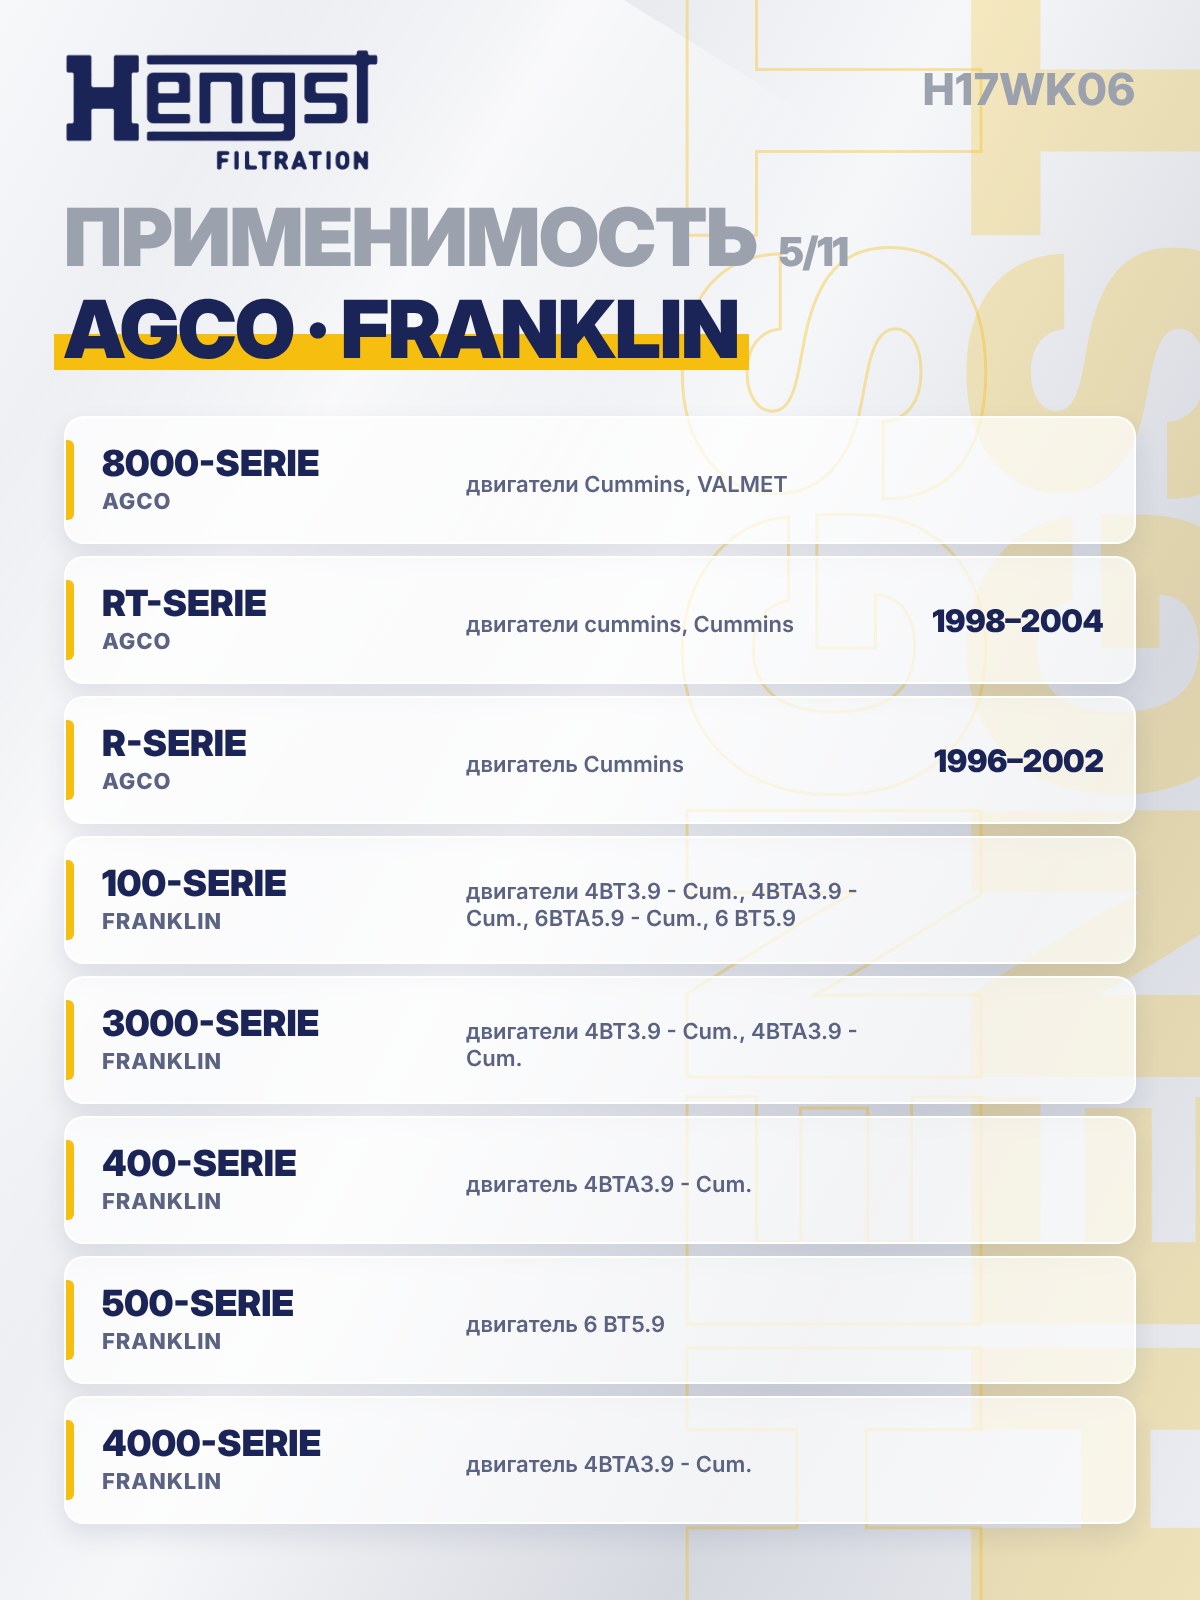 Hengst
FILTRATION
H17WK06
ПРИМЕНИМОСТЬ 5/11
AGCO · FRANKLIN
8000-SERIE
AGCO
двигатели Cummins, VALMET
RT-SERIE
AGCO
двигатели cummins, Cummins
1998–2004
R-SERIE
AGCO
двигатель Cummins
1996–2002
100-SERIE
FRANKLIN
двигатели 4BT3.9 - Cum., 4BTA3.9 -
Cum., 6BTA5.9 - Cum., 6 BT5.9
3000-SERIE
FRANKLIN
двигатели 4BT3.9 - Cum., 4BTA3.9 -
Cum.
400-SERIE
FRANKLIN
двигатель 4BTA3.9 - Cum.
500-SERIE
FRANKLIN
двигатель 6 BT5.9
4000-SERIE
FRANKLIN
двигатель 4BTA3.9 - Cum.
HENGST
HENGST